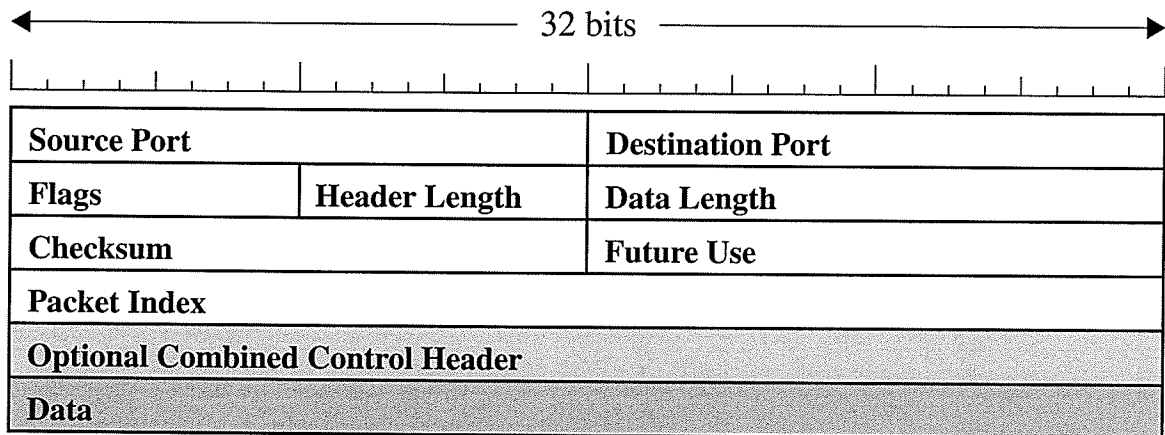 32 bits
Source Port Destination Port
Flags Header Length Data Length
Checksum Future Use
Packet Index
Optional Combined Control Header
Data